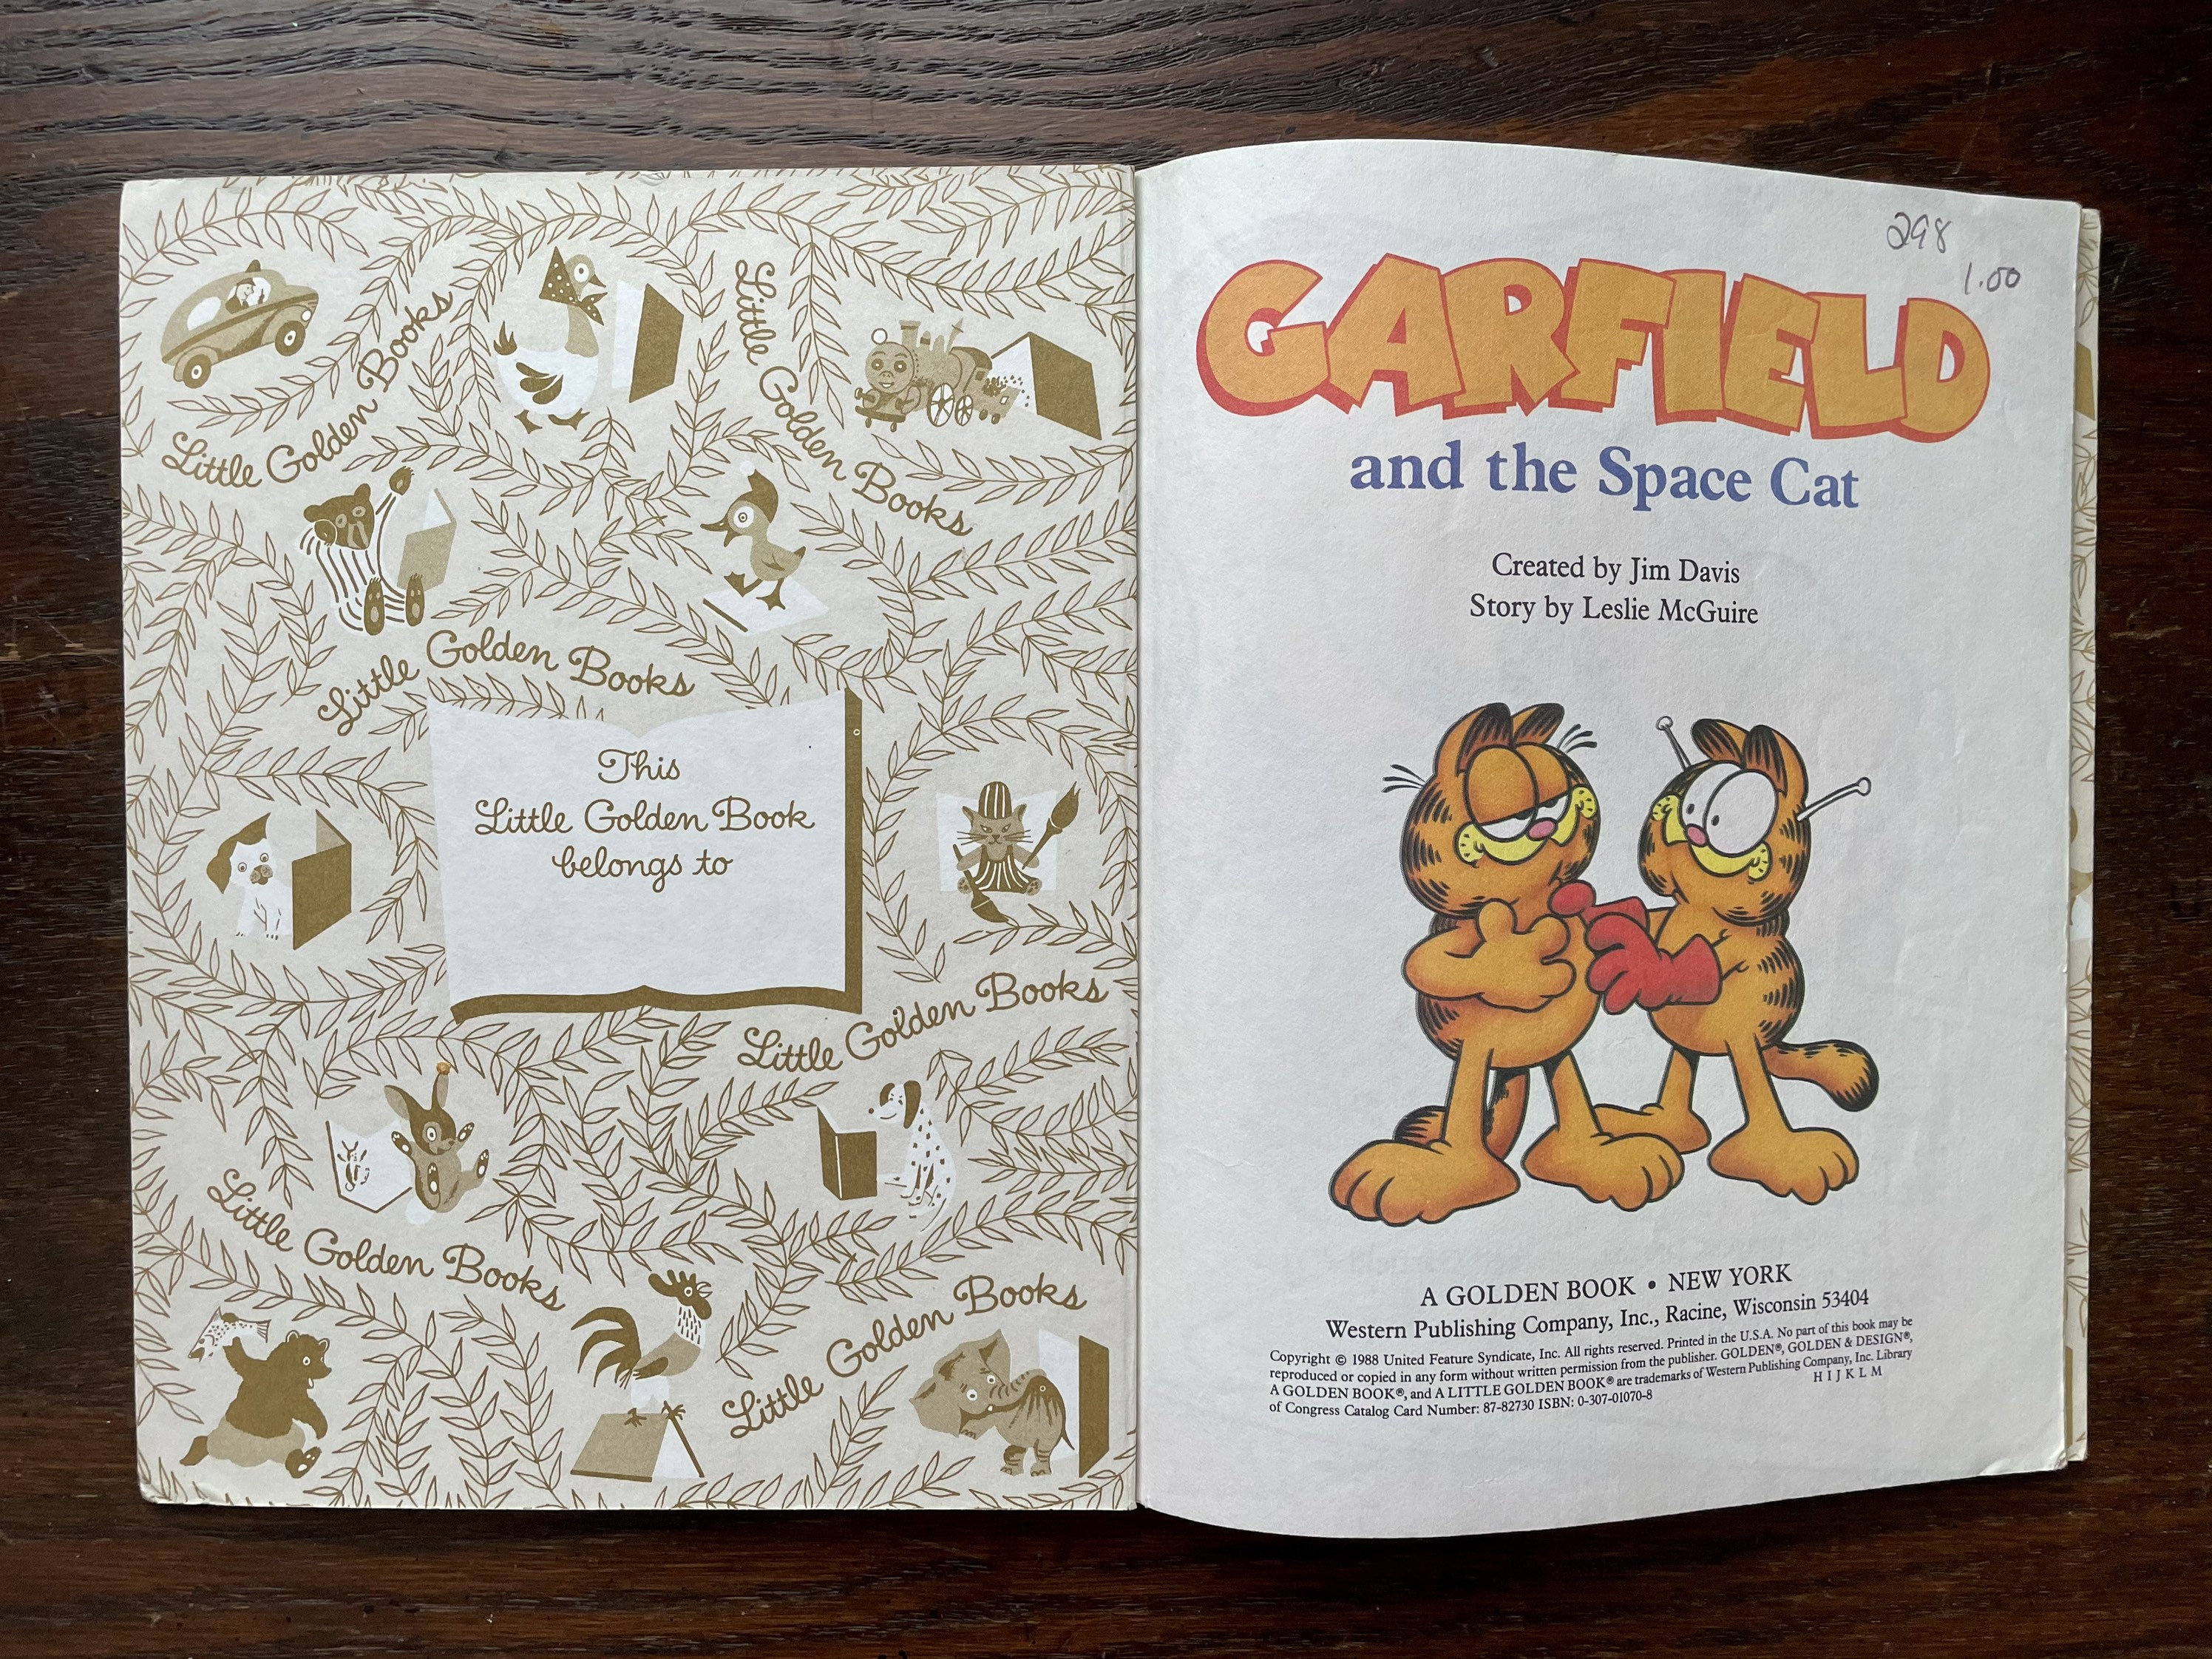 Little Golden Books
Little Golden Books
Little Golden Books
This
Little Golden Book
belongs to
Little Golden Books
Little Golden Books
Little Golden Books
298
1.00
GARFIELD
and the Space Cat
Created by Jim Davis
Story by Leslie McGuire
A GOLDEN BOOK • NEW YORK
Western Publishing Company, Inc., Racine, Wisconsin 53404
Copyright © 1988 United Feature Syndicate, Inc. All rights reserved. Printed in the U.S.A. No part of this book may be
reproduced or copied in any form without written permission from the publisher. GOLDEN®, GOLDEN & DESIGN®,
A GOLDEN BOOK®, and A LITTLE GOLDEN BOOK® are trademarks of Western Publishing Company, Inc. Library
of Congress Catalog Card Number: 87-82730 ISBN: 0-307-01070-8
H I J K L M